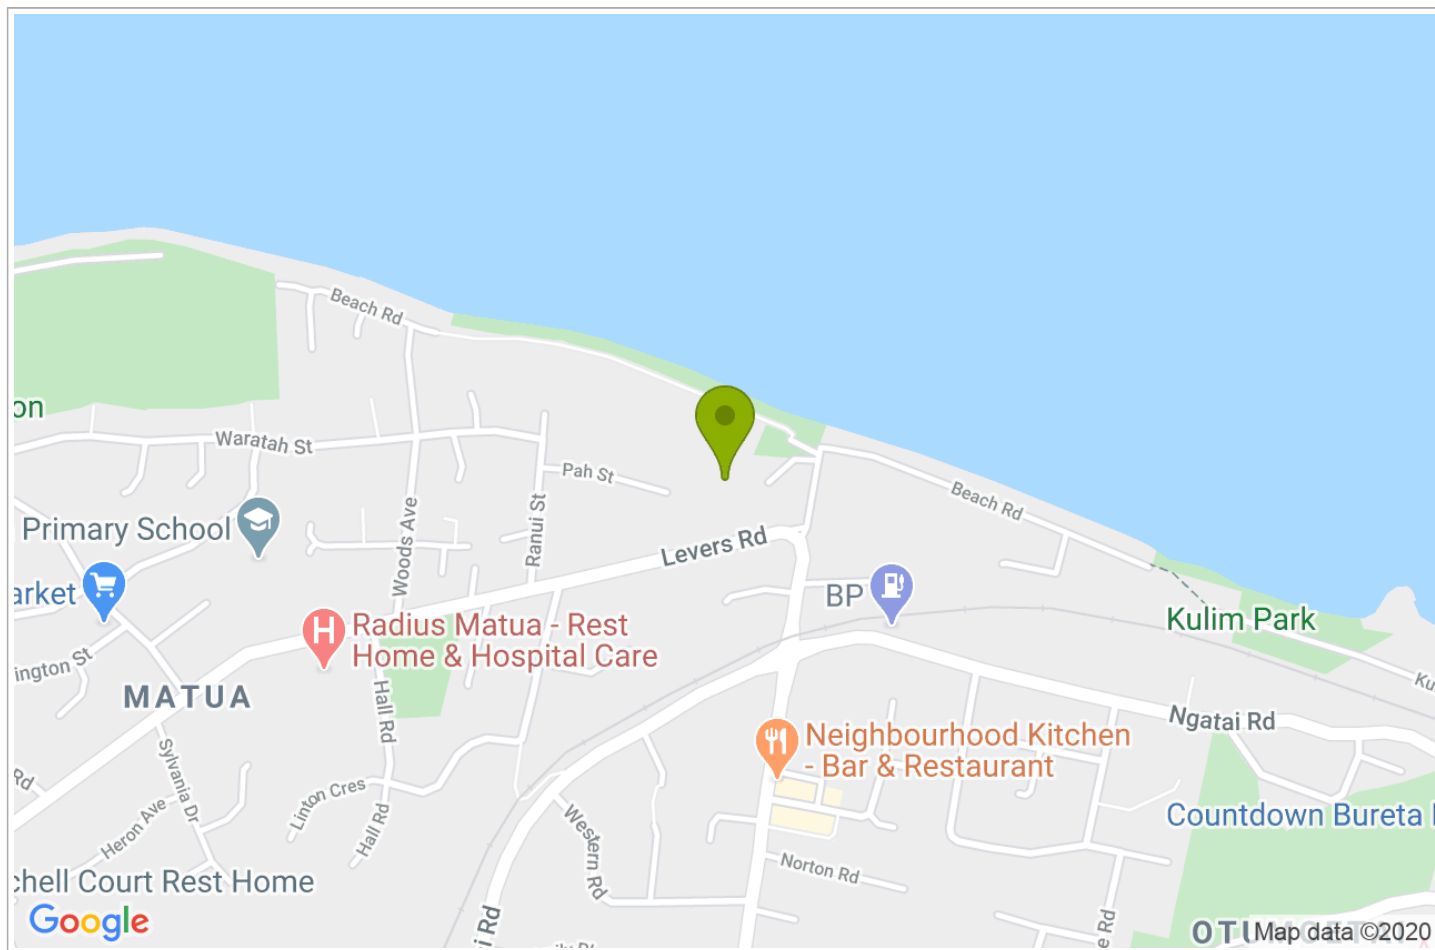 Beach Rd
on
Waratah St
Pah St
Beach Rd
Primary School
Woods Ave
Ranui St
Levers Rd
arket
BP
Kulim Park
Radius Matua - Rest
Home & Hospital Care
ington St
MATUA
Hall Rd
Ku
Ngatai Rd
Neighbourhood Kitchen
- Bar & Restaurant
Sylvania Dr
Rd
Linton Cres
Heron Ave
Hall Rd
Western Rd
Countdown Bureta
Norton Rd
chell Court Rest Home
Google
i Rd
e Rd
Map data ©2020